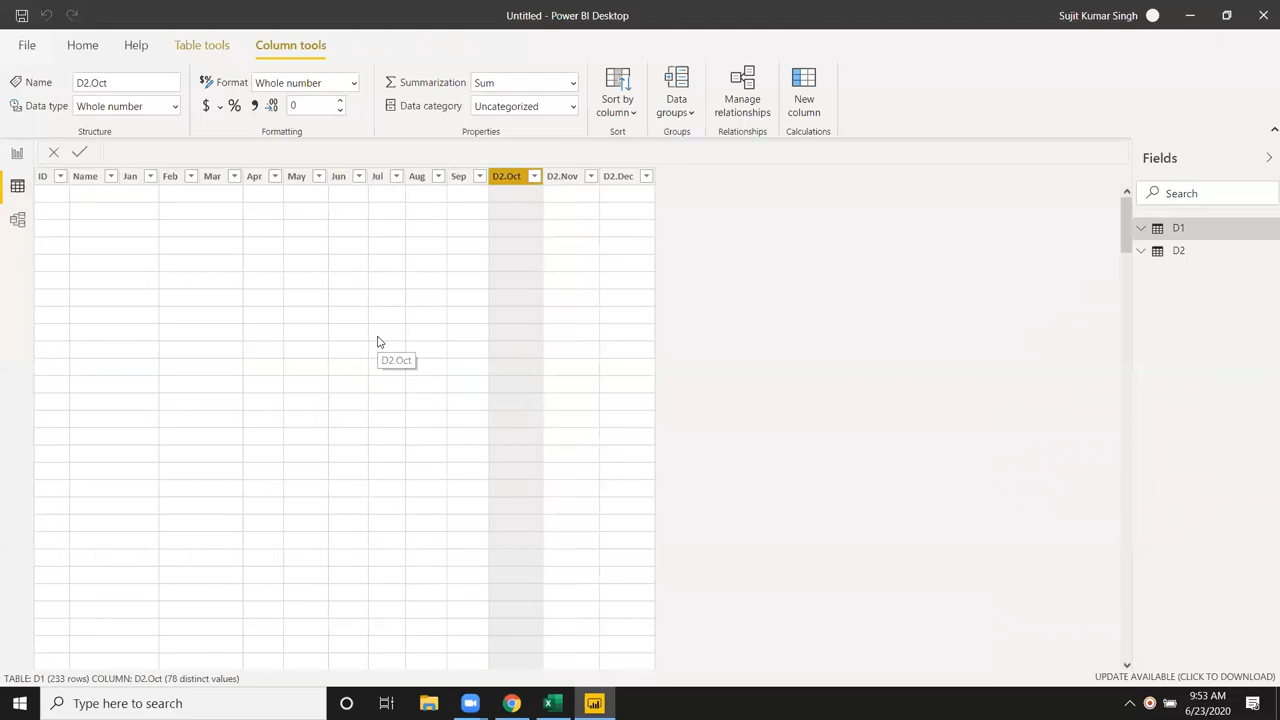 Untitled - Power BI Desktop
Sujit Kumar Singh
File
Home
Help
Table tools
Column tools
Name
D2.Oct
Format
Whole number
Summarization
Sum
Sort by column
Data groups
Manage relationships
New column
Data type
Whole number
$ % , .00
0
Data category
Uncategorized
Structure
Formatting
Properties
Sort
Groups
Relationships
Calculations
Fields
ID Name Jan Feb Mar Apr May Jun Jul Aug Sep D2.Oct D2.Nov D2.Dec
Search
D1
D2
D2.Oct
TABLE: D1 (233 rows) COLUMN: D2.Oct (78 distinct values)
UPDATE AVAILABLE (CLICK TO DOWNLOAD)
Type here to search
9:53 AM
6/23/2020